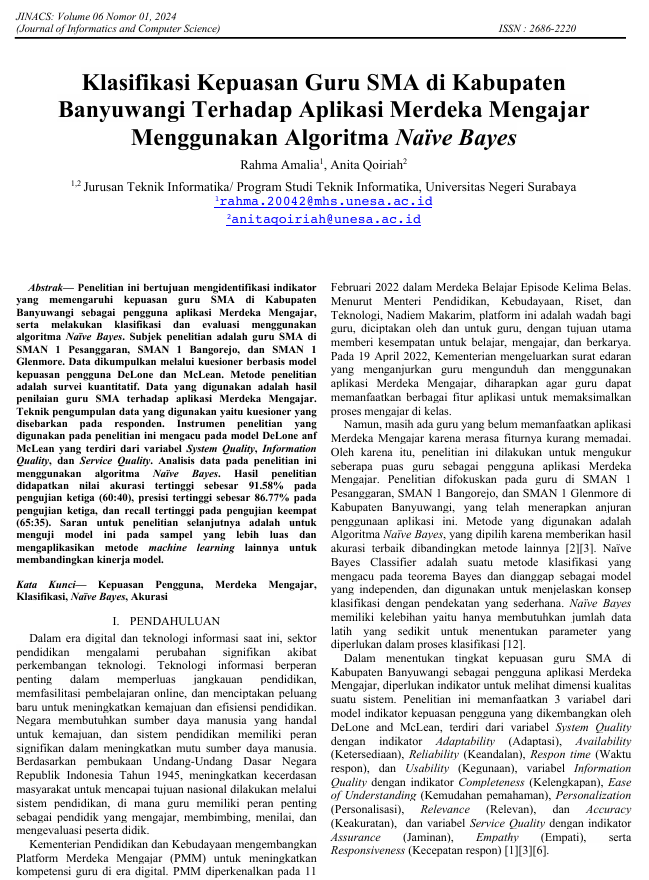 JINACS: Volume 06 Nomor 01, 2024
(Journal of Informatics and Computer Science)
ISSN : 2686-2220
Klasifikasi Kepuasan Guru SMA di Kabupaten
Banyuwangi Terhadap Aplikasi Merdeka Mengajar
Menggunakan Algoritma Naïve Bayes
Rahma Amalia1, Anita Qoiriah2
1,2 Jurusan Teknik Informatika/ Program Studi Teknik Informatika, Universitas Negeri Surabaya
1rahma.20042@mhs.unesa.ac.id
2anitaqoiriah@unesa.ac.id
Abstrak— Penelitian ini bertujuan mengidentifikasi indikator
yang memengaruhi kepuasan guru SMA di Kabupaten
Banyuwangi sebagai pengguna aplikasi Merdeka Mengajar,
serta melakukan klasifikasi dan evaluasi menggunakan
algoritma Naïve Bayes. Subjek penelitian adalah guru SMA di
SMAN 1 Pesanggaran, SMAN 1 Bangorejo, dan SMAN 1
Glenmore. Data dikumpulkan melalui kuesioner berbasis model
kepuasan pengguna DeLone dan McLean. Metode penelitian
adalah survei kuantitatif. Data yang digunakan adalah hasil
penilaian guru SMA terhadap aplikasi Merdeka Mengajar.
Teknik pengumpulan data yang digunakan yaitu kuesioner yang
disebarkan pada responden. Instrumen penelitian yang
digunakan pada penelitian ini mengacu pada model DeLone anf
McLean yang terdiri dari variabel System Quality, Information
Quality, dan Service Quality. Analisis data pada penelitian ini
menggunakan algoritma Naïve Bayes. Hasil penelitian
didapatkan nilai akurasi tertinggi sebesar 91.58% pada
pengujian ketiga (60:40), presisi tertinggi sebesar 86.77% pada
pengujian ketiga, dan recall tertinggi pada pengujian keempat
(65:35). Saran untuk penelitian selanjutnya adalah untuk
menguji model ini pada sampel yang lebih luas dan
mengaplikasikan metode machine learning lainnya untuk
membandingkan kinerja model.
Kata Kunci— Kepuasan Pengguna, Merdeka Mengajar,
Klasifikasi, Naïve Bayes, Akurasi
I. PENDAHULUAN
Dalam era digital dan teknologi informasi saat ini, sektor
pendidikan mengalami perubahan signifikan akibat
perkembangan teknologi. Teknologi informasi berperan
penting dalam memperluas jangkauan pendidikan,
memfasilitasi pembelajaran online, dan menciptakan peluang
baru untuk meningkatkan kemajuan dan efisiensi pendidikan.
Negara membutuhkan sumber daya manusia yang handal
untuk kemajuan, dan sistem pendidikan memiliki peran
signifikan dalam meningkatkan mutu sumber daya manusia.
Berdasarkan pembukaan Undang-Undang Dasar Negara
Republik Indonesia Tahun 1945, meningkatkan kecerdasan
masyarakat untuk mencapai tujuan nasional dilakukan melalui
sistem pendidikan, di mana guru memiliki peran penting
sebagai pendidik yang mengajar, membimbing, menilai, dan
mengevaluasi peserta didik.
Kementerian Pendidikan dan Kebudayaan mengembangkan
Platform Merdeka Mengajar (PMM) untuk meningkatkan
kompetensi guru di era digital. PMM diperkenalkan pada 11
Februari 2022 dalam Merdeka Belajar Episode Kelima Belas.
Menurut Menteri Pendidikan, Kebudayaan, Riset, dan
Teknologi, Nadiem Makarim, platform ini adalah wadah bagi
guru, diciptakan oleh dan untuk guru, dengan tujuan utama
memberi kesempatan untuk belajar, mengajar, dan berkarya.
Pada 19 April 2022, Kementerian mengeluarkan surat edaran
yang menganjurkan guru mengunduh dan menggunakan
aplikasi Merdeka Mengajar, diharapkan agar guru dapat
memanfaatkan berbagai fitur aplikasi untuk memaksimalkan
proses mengajar di kelas.
Namun, masih ada guru yang belum memanfaatkan aplikasi
Merdeka Mengajar karena merasa fiturnya kurang memadai.
Oleh karena itu, penelitian ini dilakukan untuk mengukur
seberapa puas guru sebagai pengguna aplikasi Merdeka
Mengajar. Penelitian difokuskan pada guru di SMAN 1
Pesanggaran, SMAN 1 Bangorejo, dan SMAN 1 Glenmore di
Kabupaten Banyuwangi, yang telah menerapkan anjuran
penggunaan aplikasi ini. Metode yang digunakan adalah
Algoritma Naïve Bayes, yang dipilih karena memberikan hasil
akurasi terbaik dibandingkan metode lainnya [2][3]. Naïve
Bayes Classifier adalah suatu metode klasifikasi yang
mengacu pada teorema Bayes dan dianggap sebagai model
yang independen, dan digunakan untuk menjelaskan konsep
klasifikasi dengan pendekatan yang sederhana. Naïve Bayes
memiliki kelebihan yaitu hanya membutuhkan jumlah data
latih yang sedikit untuk menentukan parameter yang
diperlukan dalam proses klasifikasi [12].
Dalam menentukan tingkat kepuasan guru SMA di
Kabupaten Banyuwangi sebagai pengguna aplikasi Merdeka
Mengajar, diperlukan indikator untuk melihat dimensi kualitas
suatu sistem. Penelitian ini memanfaatkan 3 variabel dari
model indikator kepuasan pengguna yang dikembangkan oleh
DeLone dan McLean, terdiri dari variabel System Quality
dengan indikator Adaptability (Adaptasi), Availability
(Ketersediaan), Reliability (Keandalan), Respon time (Waktu
respon), dan Usability (Kegunaan), variabel Information
Quality dengan indikator Completeness (Kelengkapan), Ease
of Understanding (Kemudahan pemahaman), Personalization
(Personalisasi), Relevance (Relevan), dan Accuracy
(Keakuratan), dan variabel Service Quality dengan indikator
Assurance (Jaminan), Empathy (Empati), serta
Responsiveness (Kecepatan respon) [1][3][6].